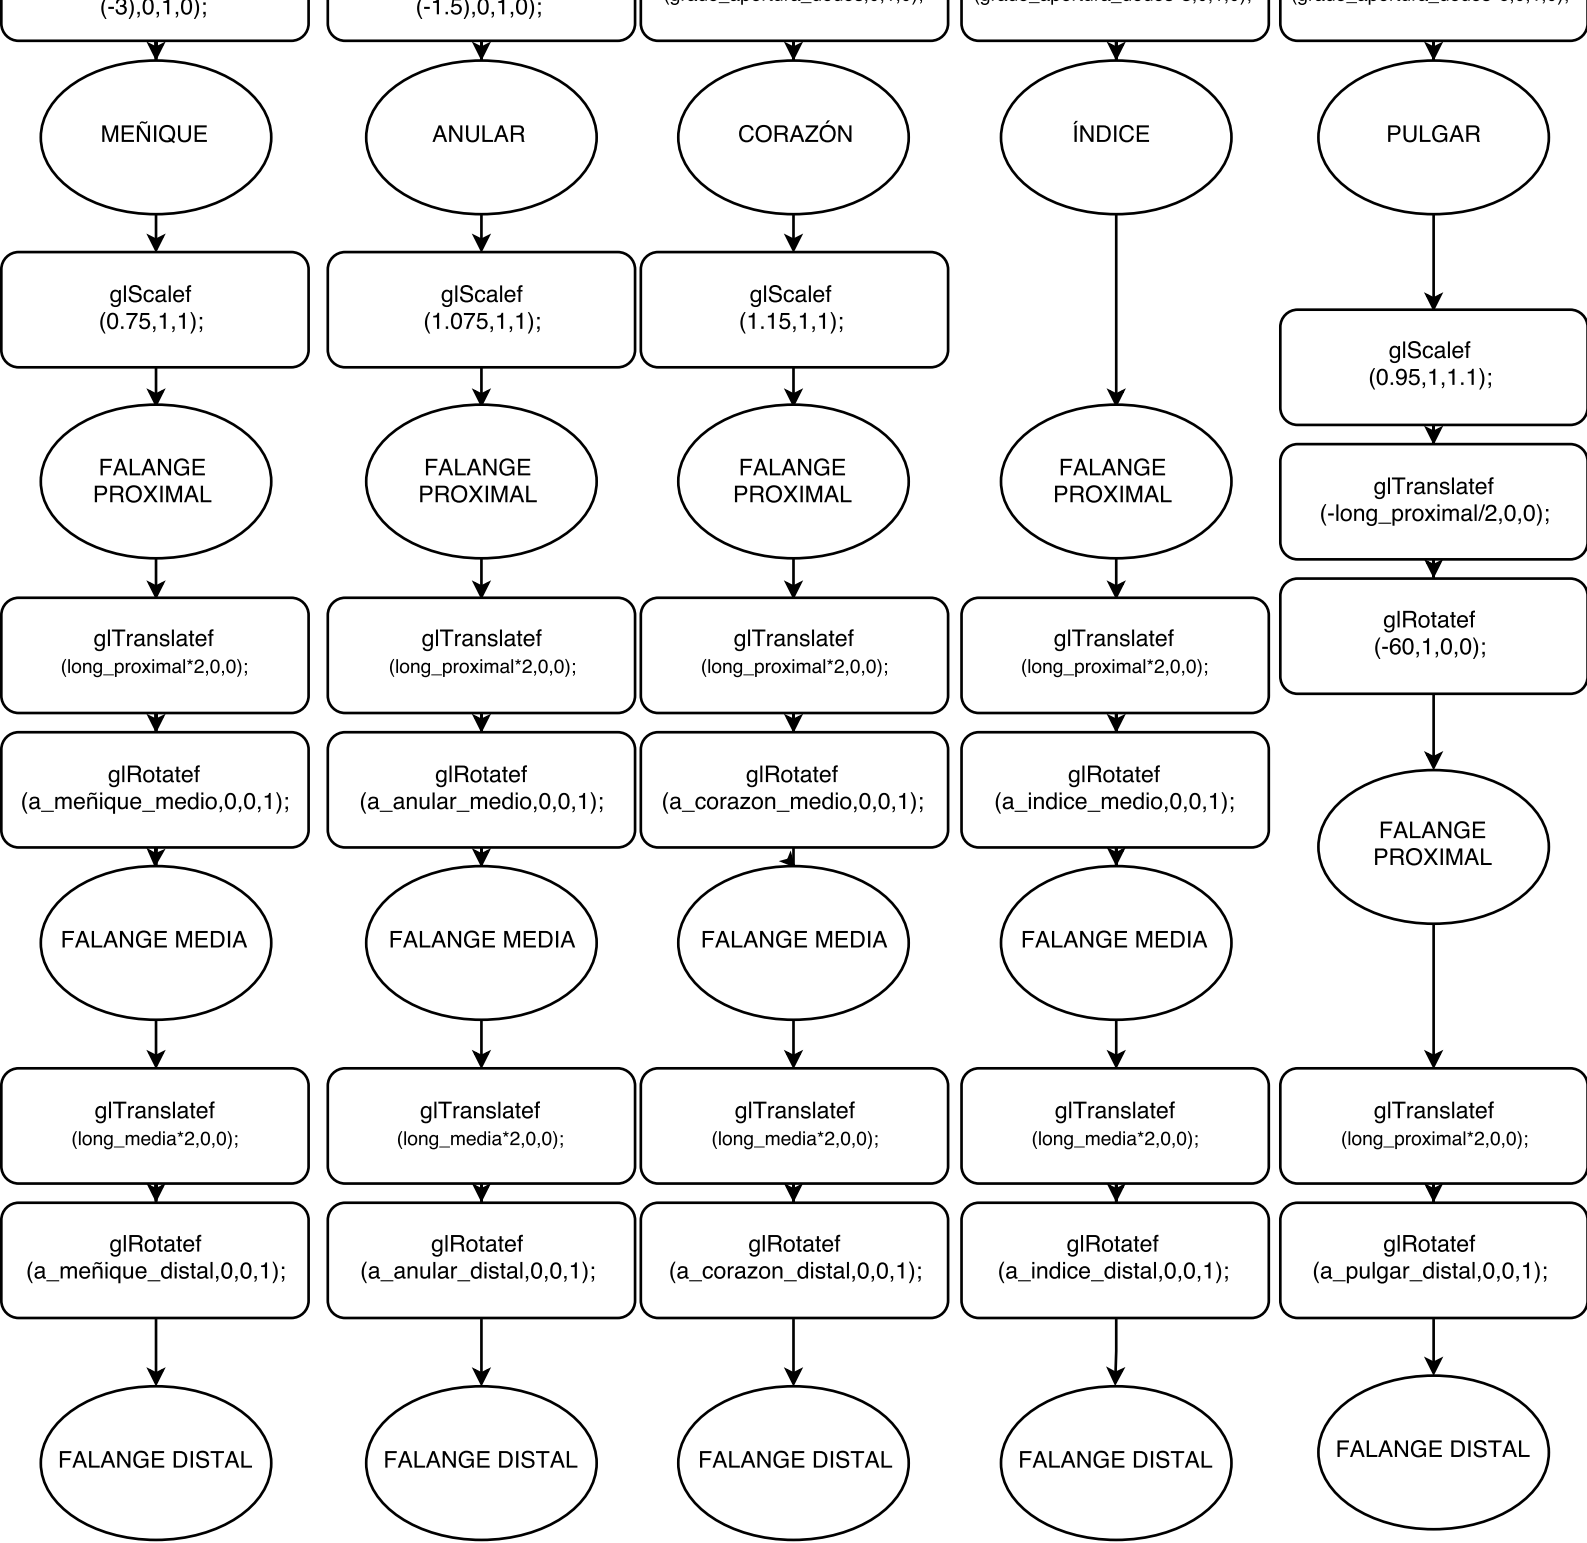 (-3),0,1,0);
(-1.5),0,1,0);
MEÑIQUE
ANULAR
CORAZÓN
ÍNDICE
PULGAR
glScalef
(0.75,1,1);
glScalef
(1.075,1,1);
glScalef
(1.15,1,1);
glScalef
(0.95,1,1.1);
FALANGE
PROXIMAL
FALANGE
PROXIMAL
FALANGE
PROXIMAL
FALANGE
PROXIMAL
glTranslatef
(-long_proximal/2,0,0);
glTranslatef
(long_proximal*2,0,0);
glTranslatef
(long_proximal*2,0,0);
glTranslatef
(long_proximal*2,0,0);
glTranslatef
(long_proximal*2,0,0);
glRotatef
(-60,1,0,0);
glRotatef
(a_meñique_medio,0,0,1);
glRotatef
(a_anular_medio,0,0,1);
glRotatef
(a_corazon_medio,0,0,1);
glRotatef
(a_indice_medio,0,0,1);
FALANGE
PROXIMAL
FALANGE MEDIA
FALANGE MEDIA
FALANGE MEDIA
FALANGE MEDIA
glTranslatef
(long_media*2,0,0);
glTranslatef
(long_media*2,0,0);
glTranslatef
(long_media*2,0,0);
glTranslatef
(long_media*2,0,0);
glTranslatef
(long_proximal*2,0,0);
glRotatef
(a_meñique_distal,0,0,1);
glRotatef
(a_anular_distal,0,0,1);
glRotatef
(a_corazon_distal,0,0,1);
glRotatef
(a_indice_distal,0,0,1);
glRotatef
(a_pulgar_distal,0,0,1);
FALANGE DISTAL
FALANGE DISTAL
FALANGE DISTAL
FALANGE DISTAL
FALANGE DISTAL